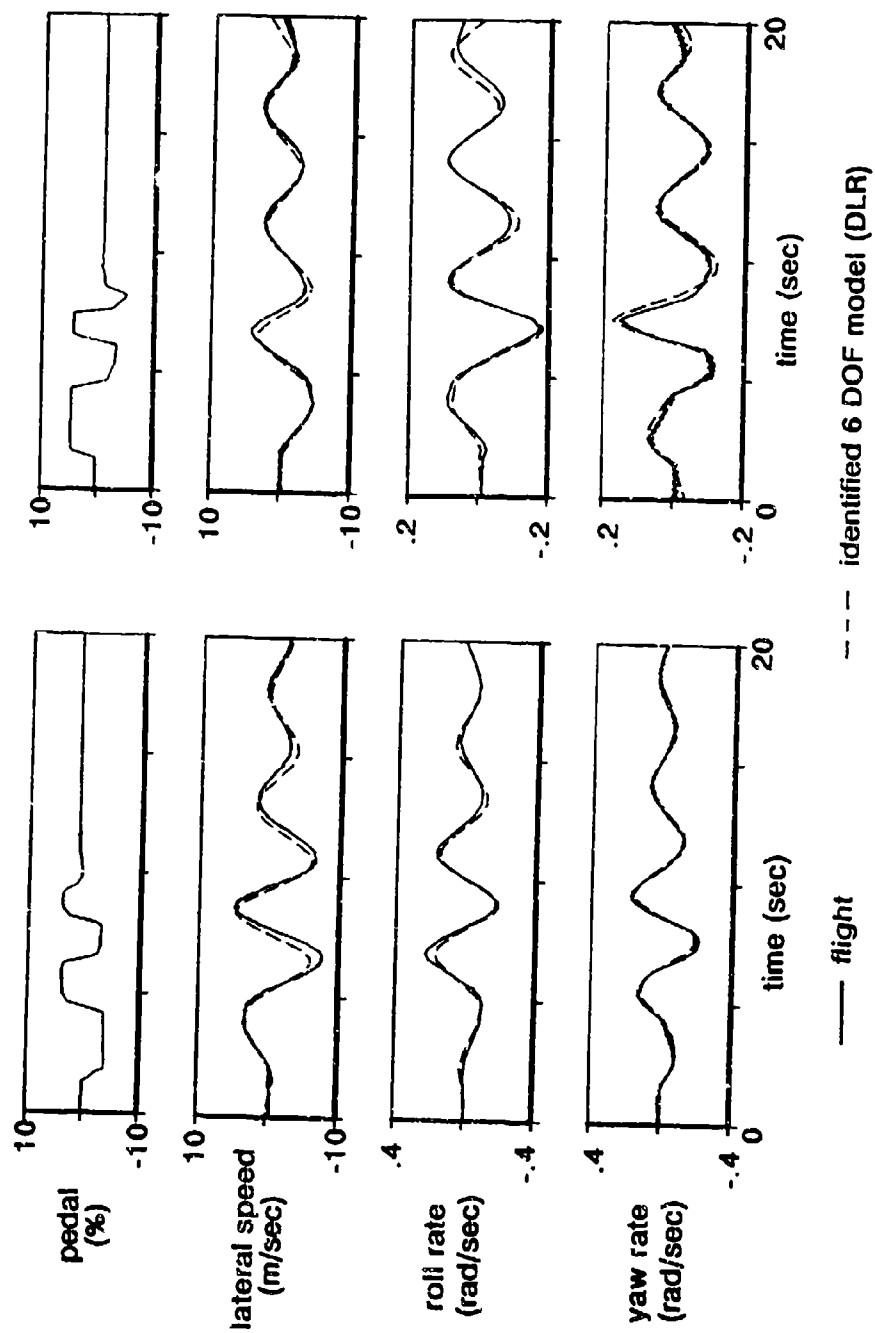 pedal
(%)
10
-10
10
-10
lateral speed
(m/sec)
10
-10
10
-10
roll rate
(rad/sec)
.4
-.4
.2
-.2
yaw rate
(rad/sec)
.4
-.4
.2
-.2
0
20
0
20
time (sec)
time (sec)
flight
identified 6 DOF model (DLR)